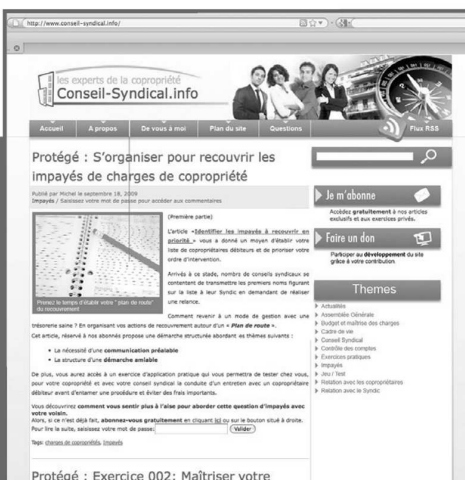 http://www.conseil-syndical.info/
les experts de la copropriété
Conseil-Syndical.info
Accueil
A propos
De vous à moi
Plan du site
Questions
Flux RSS
Protégé : S'organiser pour recouvrir les
impayés de charges de copropriété
Publié par Michel le septembre 18, 2009
Impayés / Saisissez votre mot de passe pour accéder aux commentaires
(Première partie)
L'article «Identifier les impayés à recouvrir en
priorité » vous a donné un moyen d'établir votre
liste de copropriétaires débiteurs et de prioriser votre
ordre d'intervention.
Arrivés à ce stade, nombre de conseils syndicaux se
contentent de transmettre les premiers noms figurant
sur la liste à leur Syndic en demandant de réaliser
une relance.
Prenez le temps d'établir votre "plan de route"
du recouvrement
Comment revenir à un mode de gestion avec une
trésorerie saine ? En organisant vos actions de recouvrement autour d'un « Plan de route ».
Cet article, réservé à nos abonnés propose une démarche structurée abordant les thèmes suivants :
La nécessité d'une communication préalable
La structure d'une démarche amiable
De plus, vous aurez accès à un exercice d'application pratique qui vous permettra de tester chez vous,
pour votre copropriété et avec votre conseil syndical la conduite d'un entretien avec un copropriétaire
débiteur avant d'entamer une procédure et éviter des frais importants.
Vous découvrirez comment vous sentir plus à l'aise pour aborder cette question d'impayés avec
votre voisin.
Alors, si ce n'est déjà fait, abonnez-vous gratuitement en cliquant ici ou sur le bouton situé à droite.
Pour lire la suite, saisissez votre mot de passe:
Valider
Tags: charges de copropriétés, impayés
Protégé : Exercice 002: Maîtriser votre
Je m'abonne
Accédez gratuitement à nos articles
exclusifs et aux exercices privés.
Faire un don
Participer au développement du site
grâce à votre contribution.
Themes
Actualités
Assemblée Générale
Budget et maîtrise des charges
Cadre de vie
Conseil Syndical
Contrôle des comptes
Exercices pratiques
Impayés
Jeu / Test
Relation avec les copropriétaires
Relation avec le Syndic